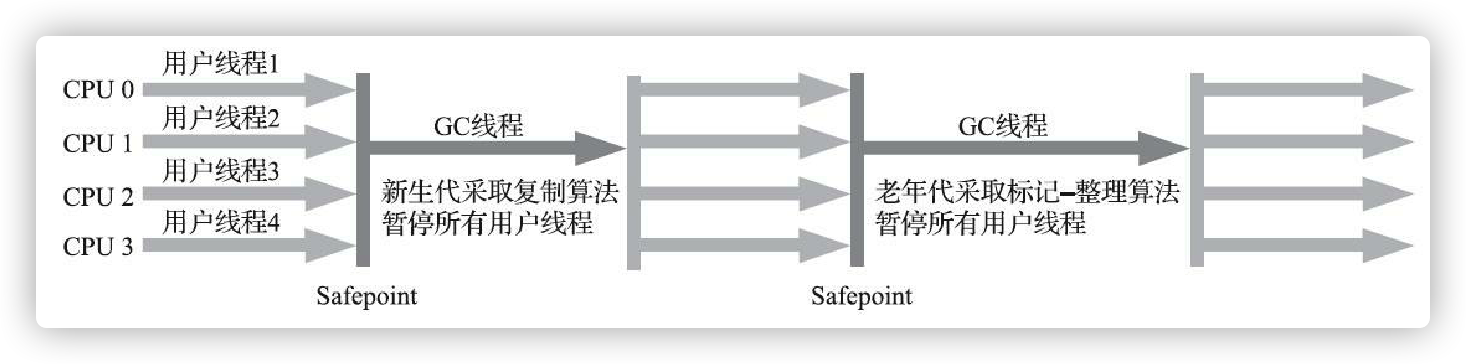 用户线程1
CPU 0
用户线程2
CPU 1
用户线程3
CPU 2
用户线程4
CPU 3
Safepoint
GC线程
新生代采取复制算法
暂停所有用户线程
Safepoint
GC线程
老年代采取标记—整理算法
暂停所有用户线程